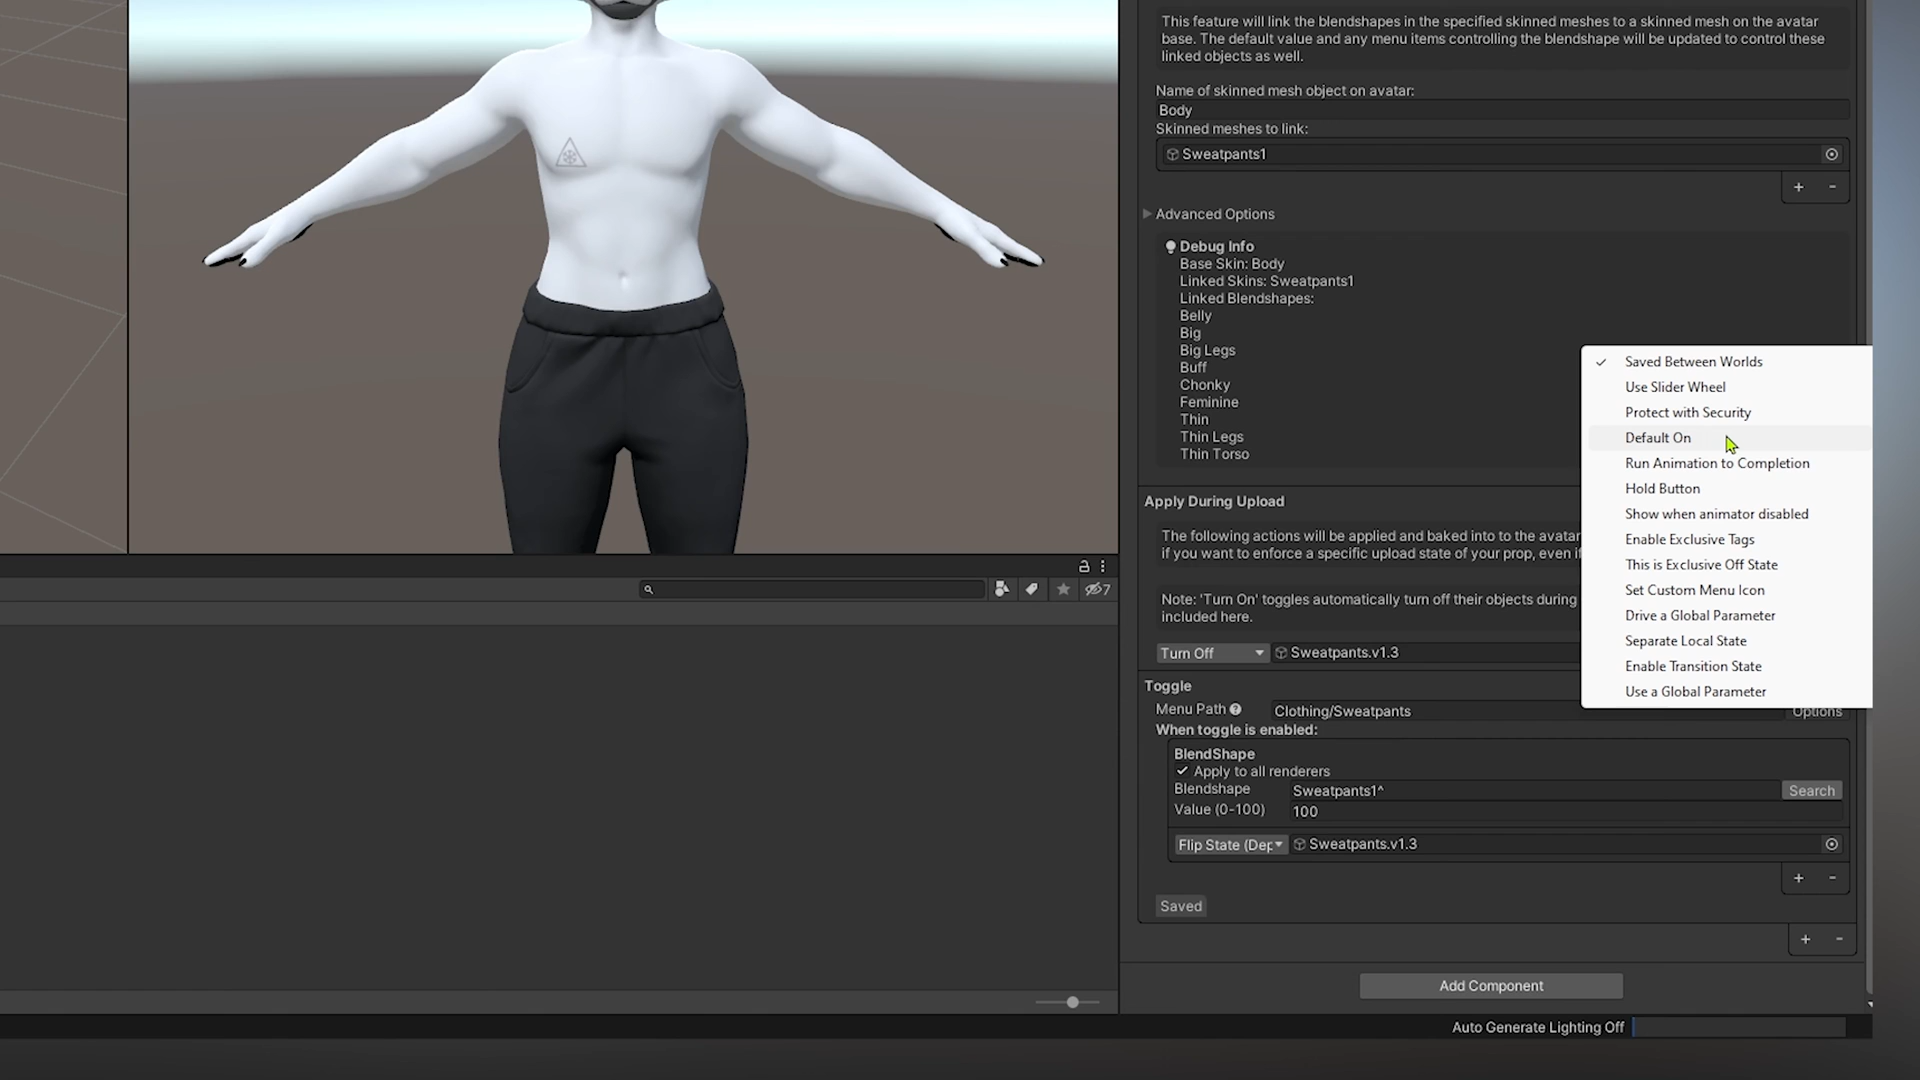 This feature will link the blendshapes in the specified skinned meshes to a skinned mesh on the avatar
base. The default value and any menu items controlling the blendshape will be updated to control these
linked objects as well.
Name of skinned mesh object on avatar:
Body
Skinned meshes to link:
Sweatpants1
+ -
Advanced Options
Debug Info
Base Skin: Body
Linked Skins: Sweatpants1
Linked Blendshapes:
Belly
Big
Big Legs
Buff
Chonky
Feminine
Thin
Thin Legs
Thin Torso
Saved Between Worlds
Use Slider Wheel
Protect with Security
Default On
Run Animation to Completion
Hold Button
Show when animator disabled
Enable Exclusive Tags
This is Exclusive Off State
Set Custom Menu Icon
Drive a Global Parameter
Separate Local State
Enable Transition State
Use a Global Parameter
Apply During Upload
The following actions will be applied and baked into to the avatar
if you want to enforce a specific upload state of your prop, even
Note: 'Turn On' toggles automatically turn off their objects during
included here.
7
Turn Off Sweatpants.v1.3
Toggle
Menu Path Clothing/Sweatpants Options
When toggle is enabled:
BlendShape
Apply to all renderers
Blendshape Sweatpants1^ Search
Value (0-100) 100
Flip State (Dep Sweatpants.v1.3
+ -
Saved
+ -
Add Component
Auto Generate Lighting Off